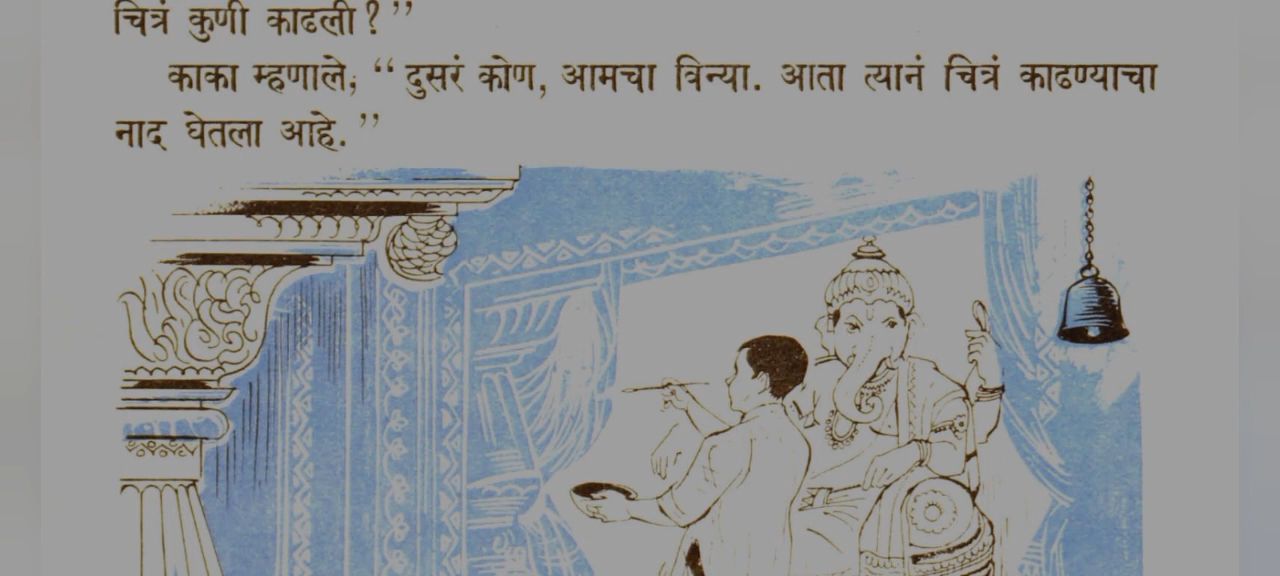 चित्रं कुणी काढली ? ’’
काका म्हणाले, ‘‘ दुसरं कोण, आमचा विन्या. आता त्यानं चित्रं काढण्याचा
नाद घेतला आहे. ’’